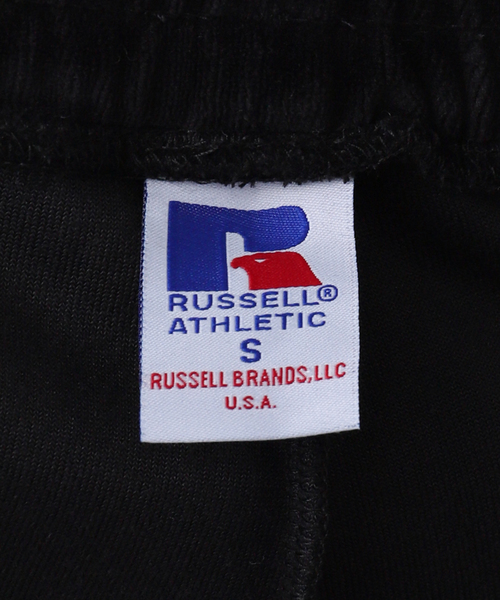 RUSSELL®
ATHLETIC
S
RUSSELL BRANDS, LLC
U.S.A.